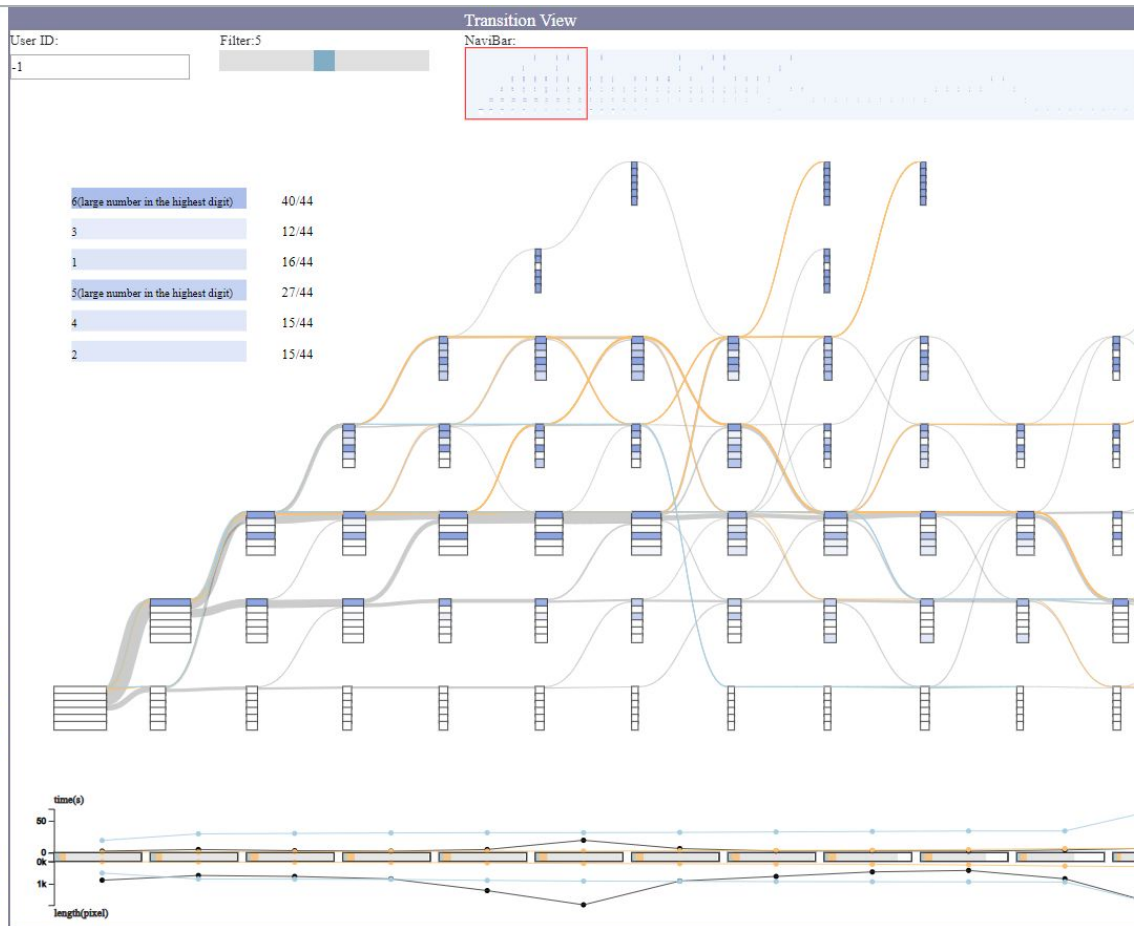 Transition View
User ID:
Filter:5
NaviBar:
-1
6(large number in the highest digit) 40/44
3 12/44
1 16/44
5(large number in the highest digit) 27/44
4 15/44
2 15/44
time(s)
50
0
0k
1k
length(pixel)